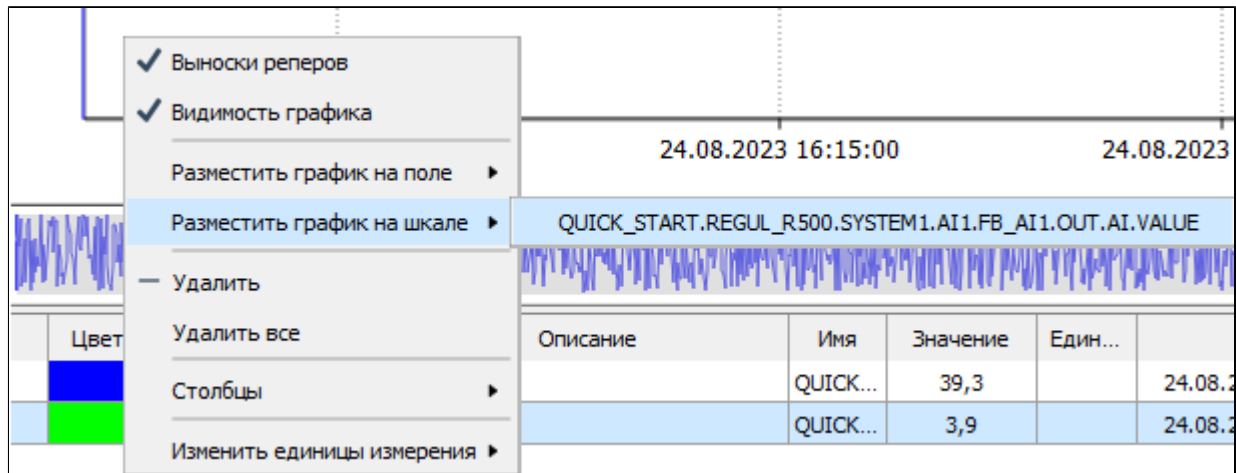 Выноски реперов
Видимость графика
24.08.2023 16:15:00 24.08.2023
Разместить график на поле
Разместить график на шкале QUICK_START.REGUL_R500.SYSTEM1.AI1.FB_AI1.OUT.AI.VALUE
Удалить
Удалить все
Цвет Описание Имя Значение Един...
QUICK... 39,3 24.08.2
Столбцы
QUICK... 3,9 24.08.2
Изменить единицы измерения